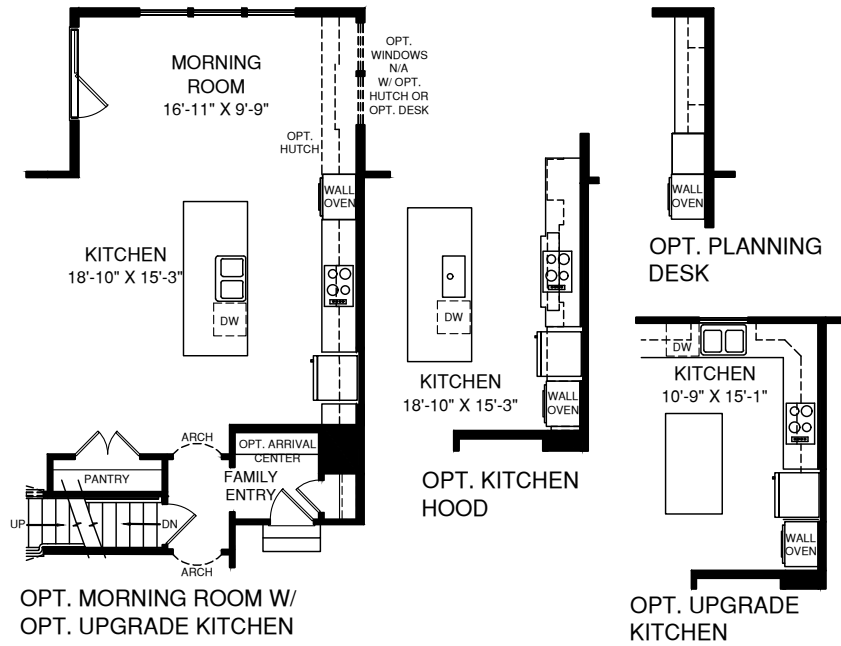 MORNING
ROOM
16'-11" X 9'-9"
OPT.
WINDOWS
N/A
W/ OPT.
HUTCH OR
OPT. DESK
OPT.
HUTCH
WALL
OVEN
KITCHEN
18'-10" X 15'-3"
DW
ARCH
OPT. ARRIVAL
CENTER
FAMILY
ENTRY
PANTRY
UP
DN
ARCH
OPT. MORNING ROOM W/
OPT. UPGRADE KITCHEN
DW
KITCHEN
18'-10" X 15'-3"
WALL
OVEN
OPT. KITCHEN
HOOD
WALL
OVEN
OPT. PLANNING
DESK
DW
KITCHEN
10'-9" X 15'-1"
WALL
OVEN
OPT. UPGRADE
KITCHEN